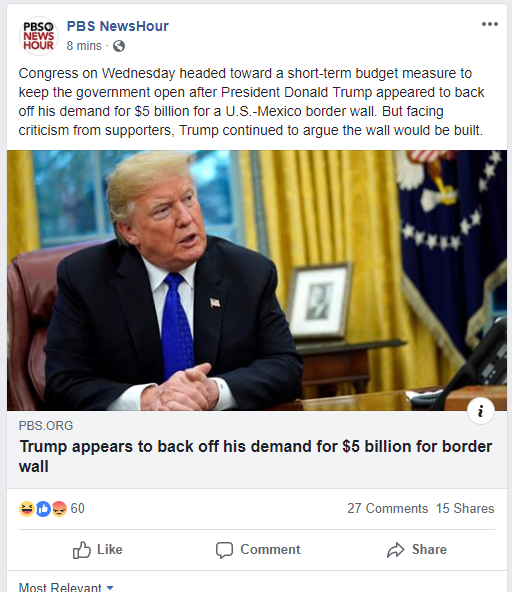 PBS
NEWS
HOUR
PBS NewsHour
8 mins ·
Congress on Wednesday headed toward a short-term budget measure to
keep the government open after President Donald Trump appeared to back
off his demand for $5 billion for a U.S.-Mexico border wall. But facing
criticism from supporters, Trump continued to argue the wall would be built.
i
PBS.ORG
Trump appears to back off his demand for $5 billion for border
wall
60
27 Comments 15 Shares
Like Comment Share
Most Relevant